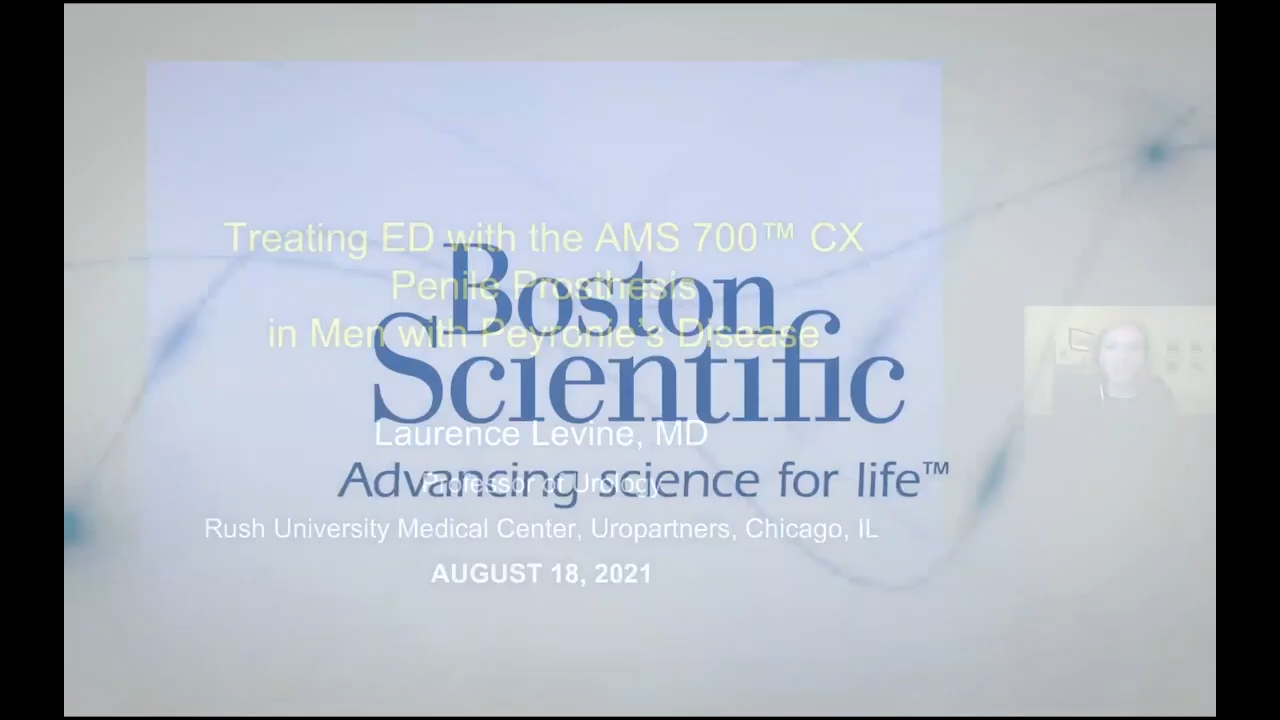 Treating ED with the AMS 700™ CX
Penile Prosthesis
in Men with Peyronie's Disease
Boston
Scientific
Laurence Levine, MD
Advancing science for life™
Professor of Urology
Rush University Medical Center, Uropartners, Chicago, IL
AUGUST 18, 2021